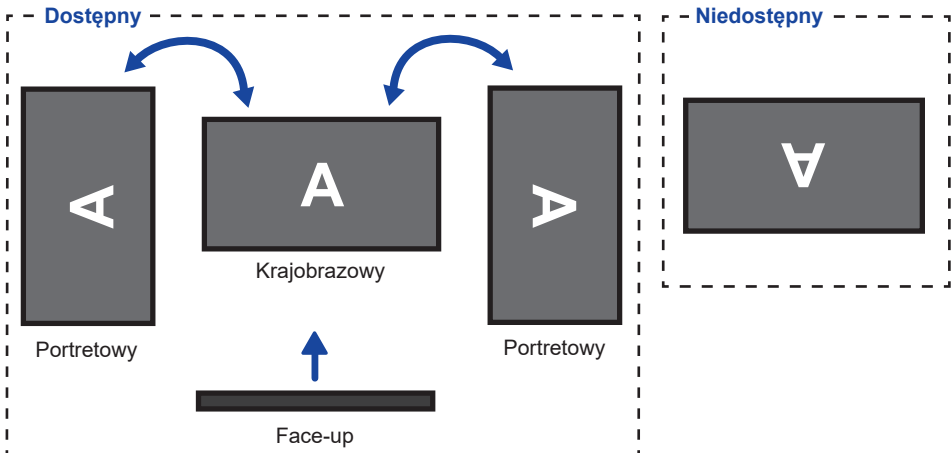 Dostępny
Niedostępny
A
A
A
A
Krajobrazowy
Portretowy
Portretowy
Face-up